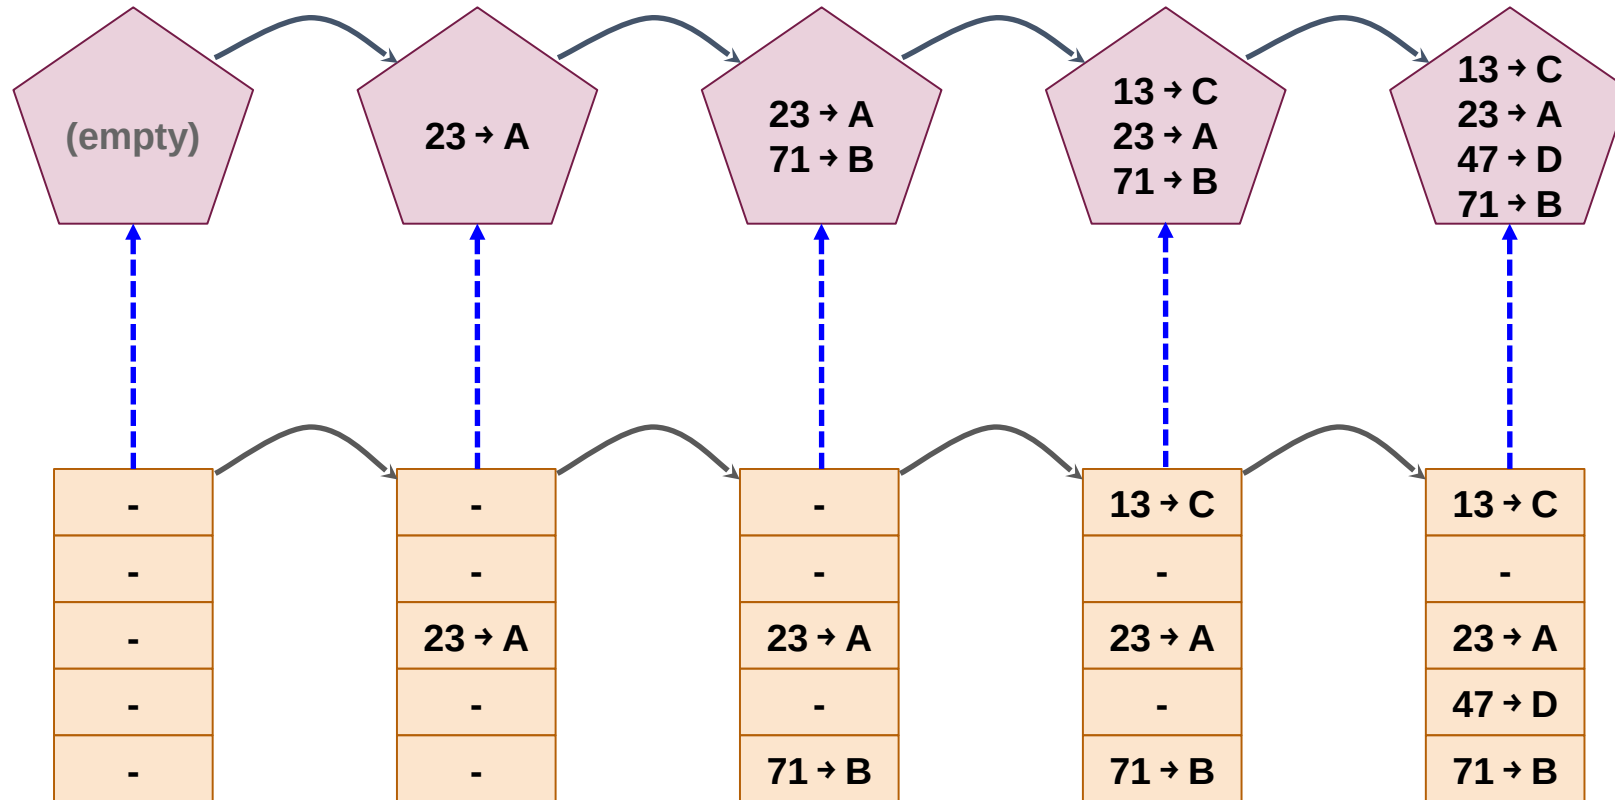 (empty)
23 → A
23 → A
71 → B
13 → C
23 → A
71 → B
13 → C
23 → A
47 → D
71 → B
-
-
-
-
-
-
-
23 → A
-
-
-
-
23 → A
-
71 → B
13 → C
-
23 → A
-
71 → B
13 → C
-
23 → A
47 → D
71 → B